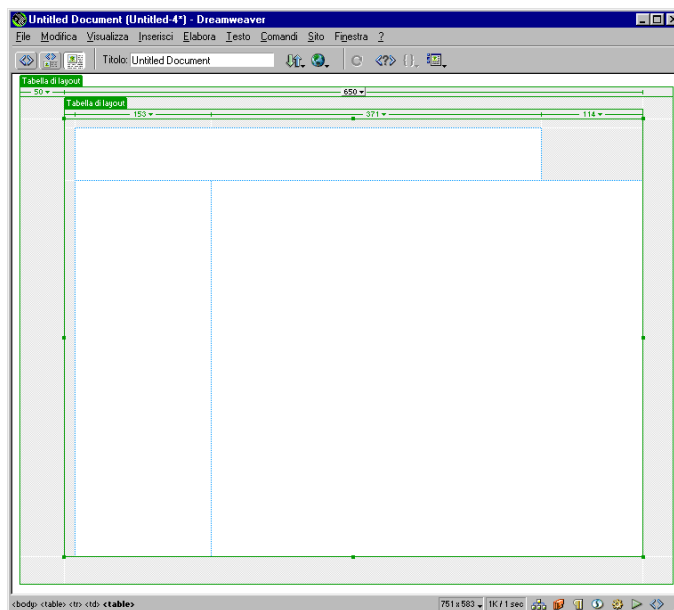 Untitled Document (Untitled-4*) - Dreamweaver
File Modifica Visualizza Inserisci Elabora Testo Comandi Sito Finestra ?
Titolo: Untitled Document
Tabella di layout
50 650
Tabella di layout
153 371 114
<body> <table> <tr> <td> <table> 751 x 583 1K / 1 sec